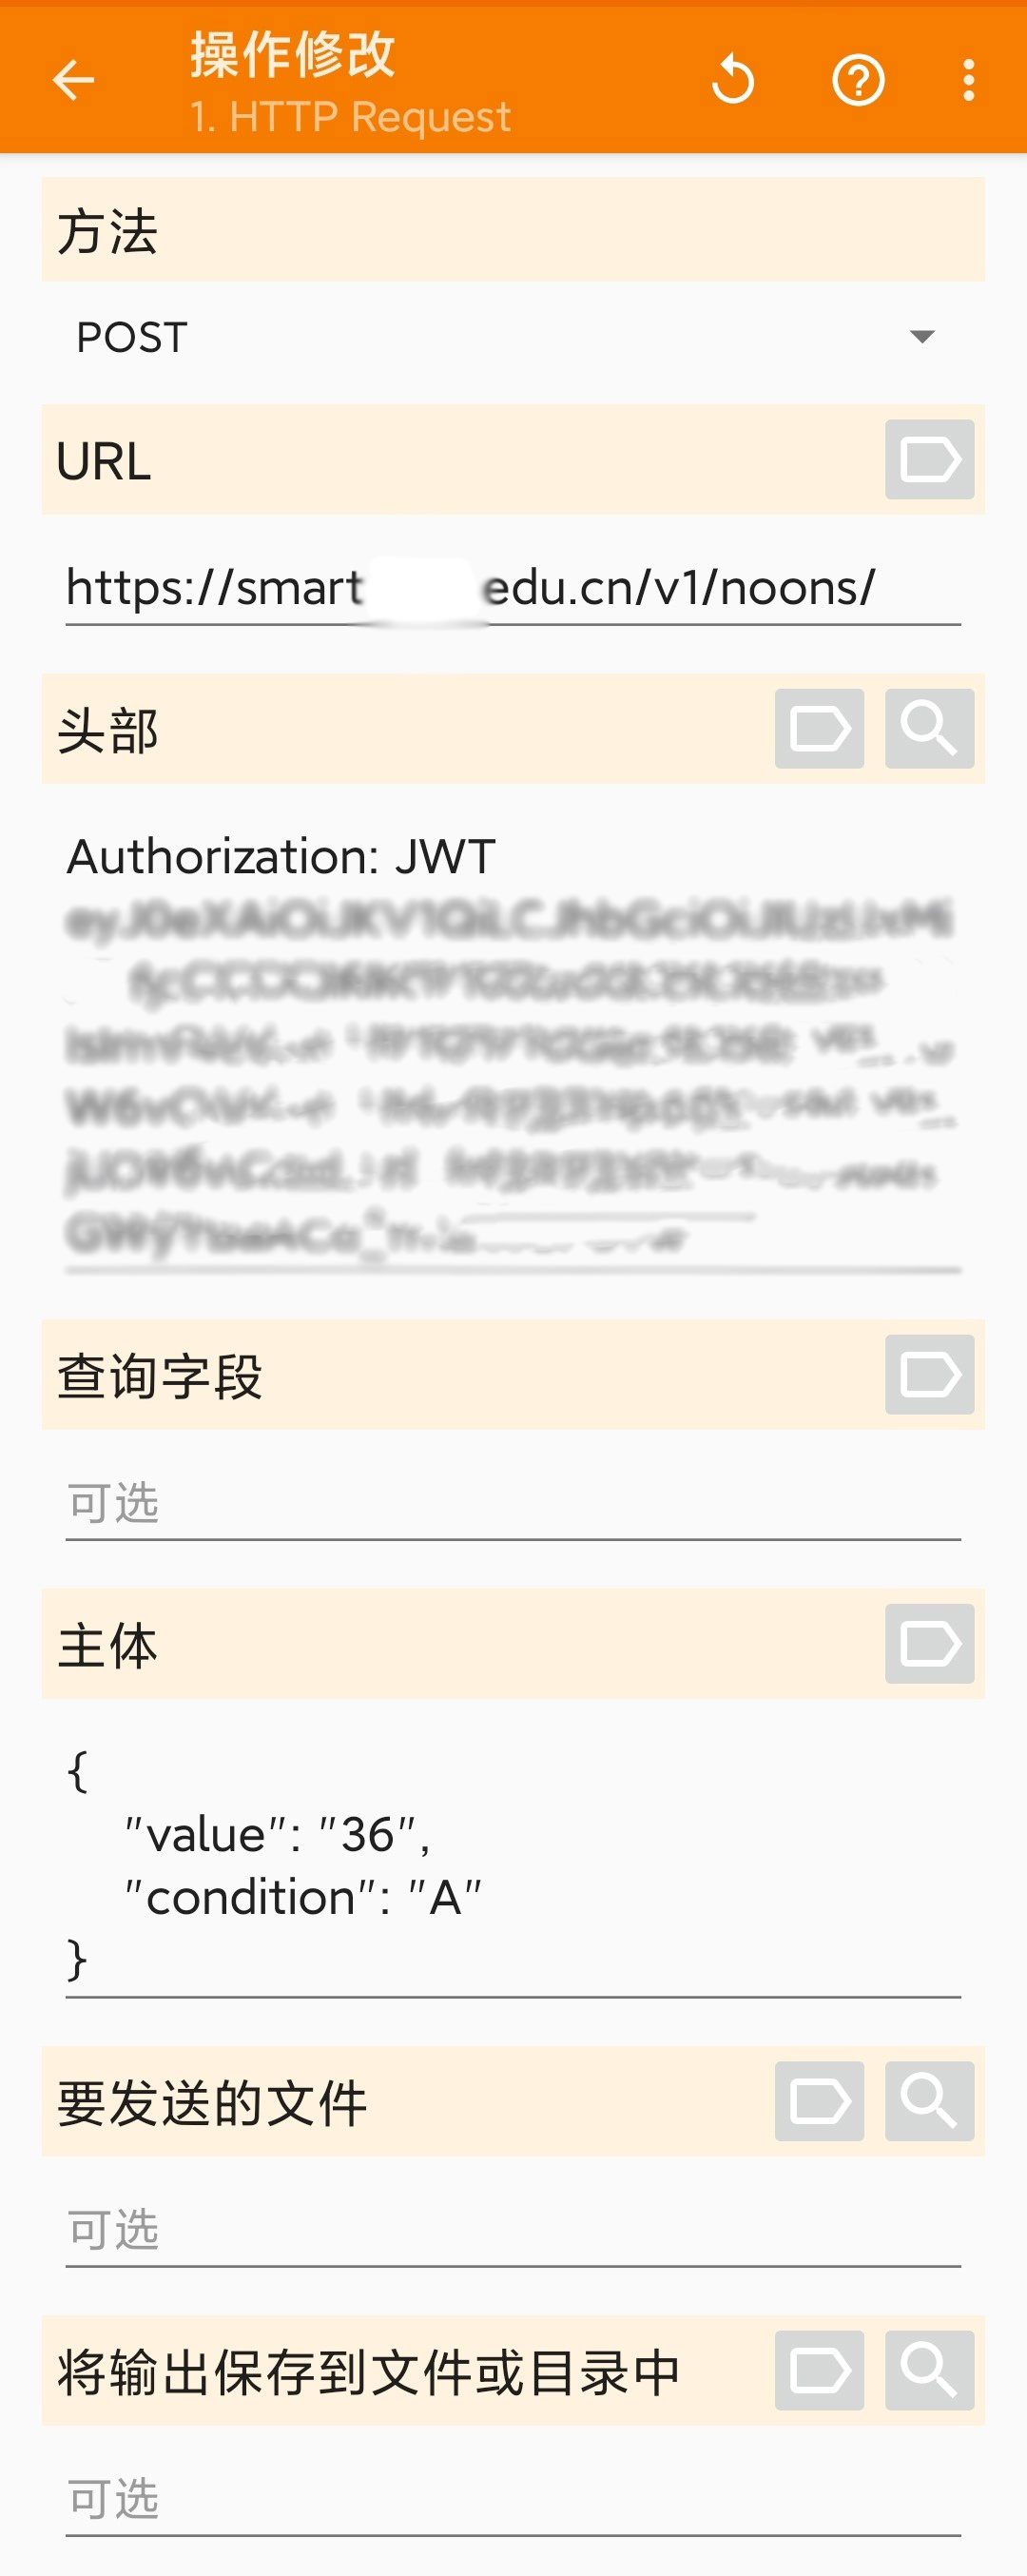 操作修改
1. HTTP Request
方法
POST
URL
https://smart edu.cn/v1/noons/
头部
Authorization: JWT
查询字段
可选
主体
{
"value": "36",
"condition": "A"
}
要发送的文件
可选
将输出保存到文件或目录中
可选